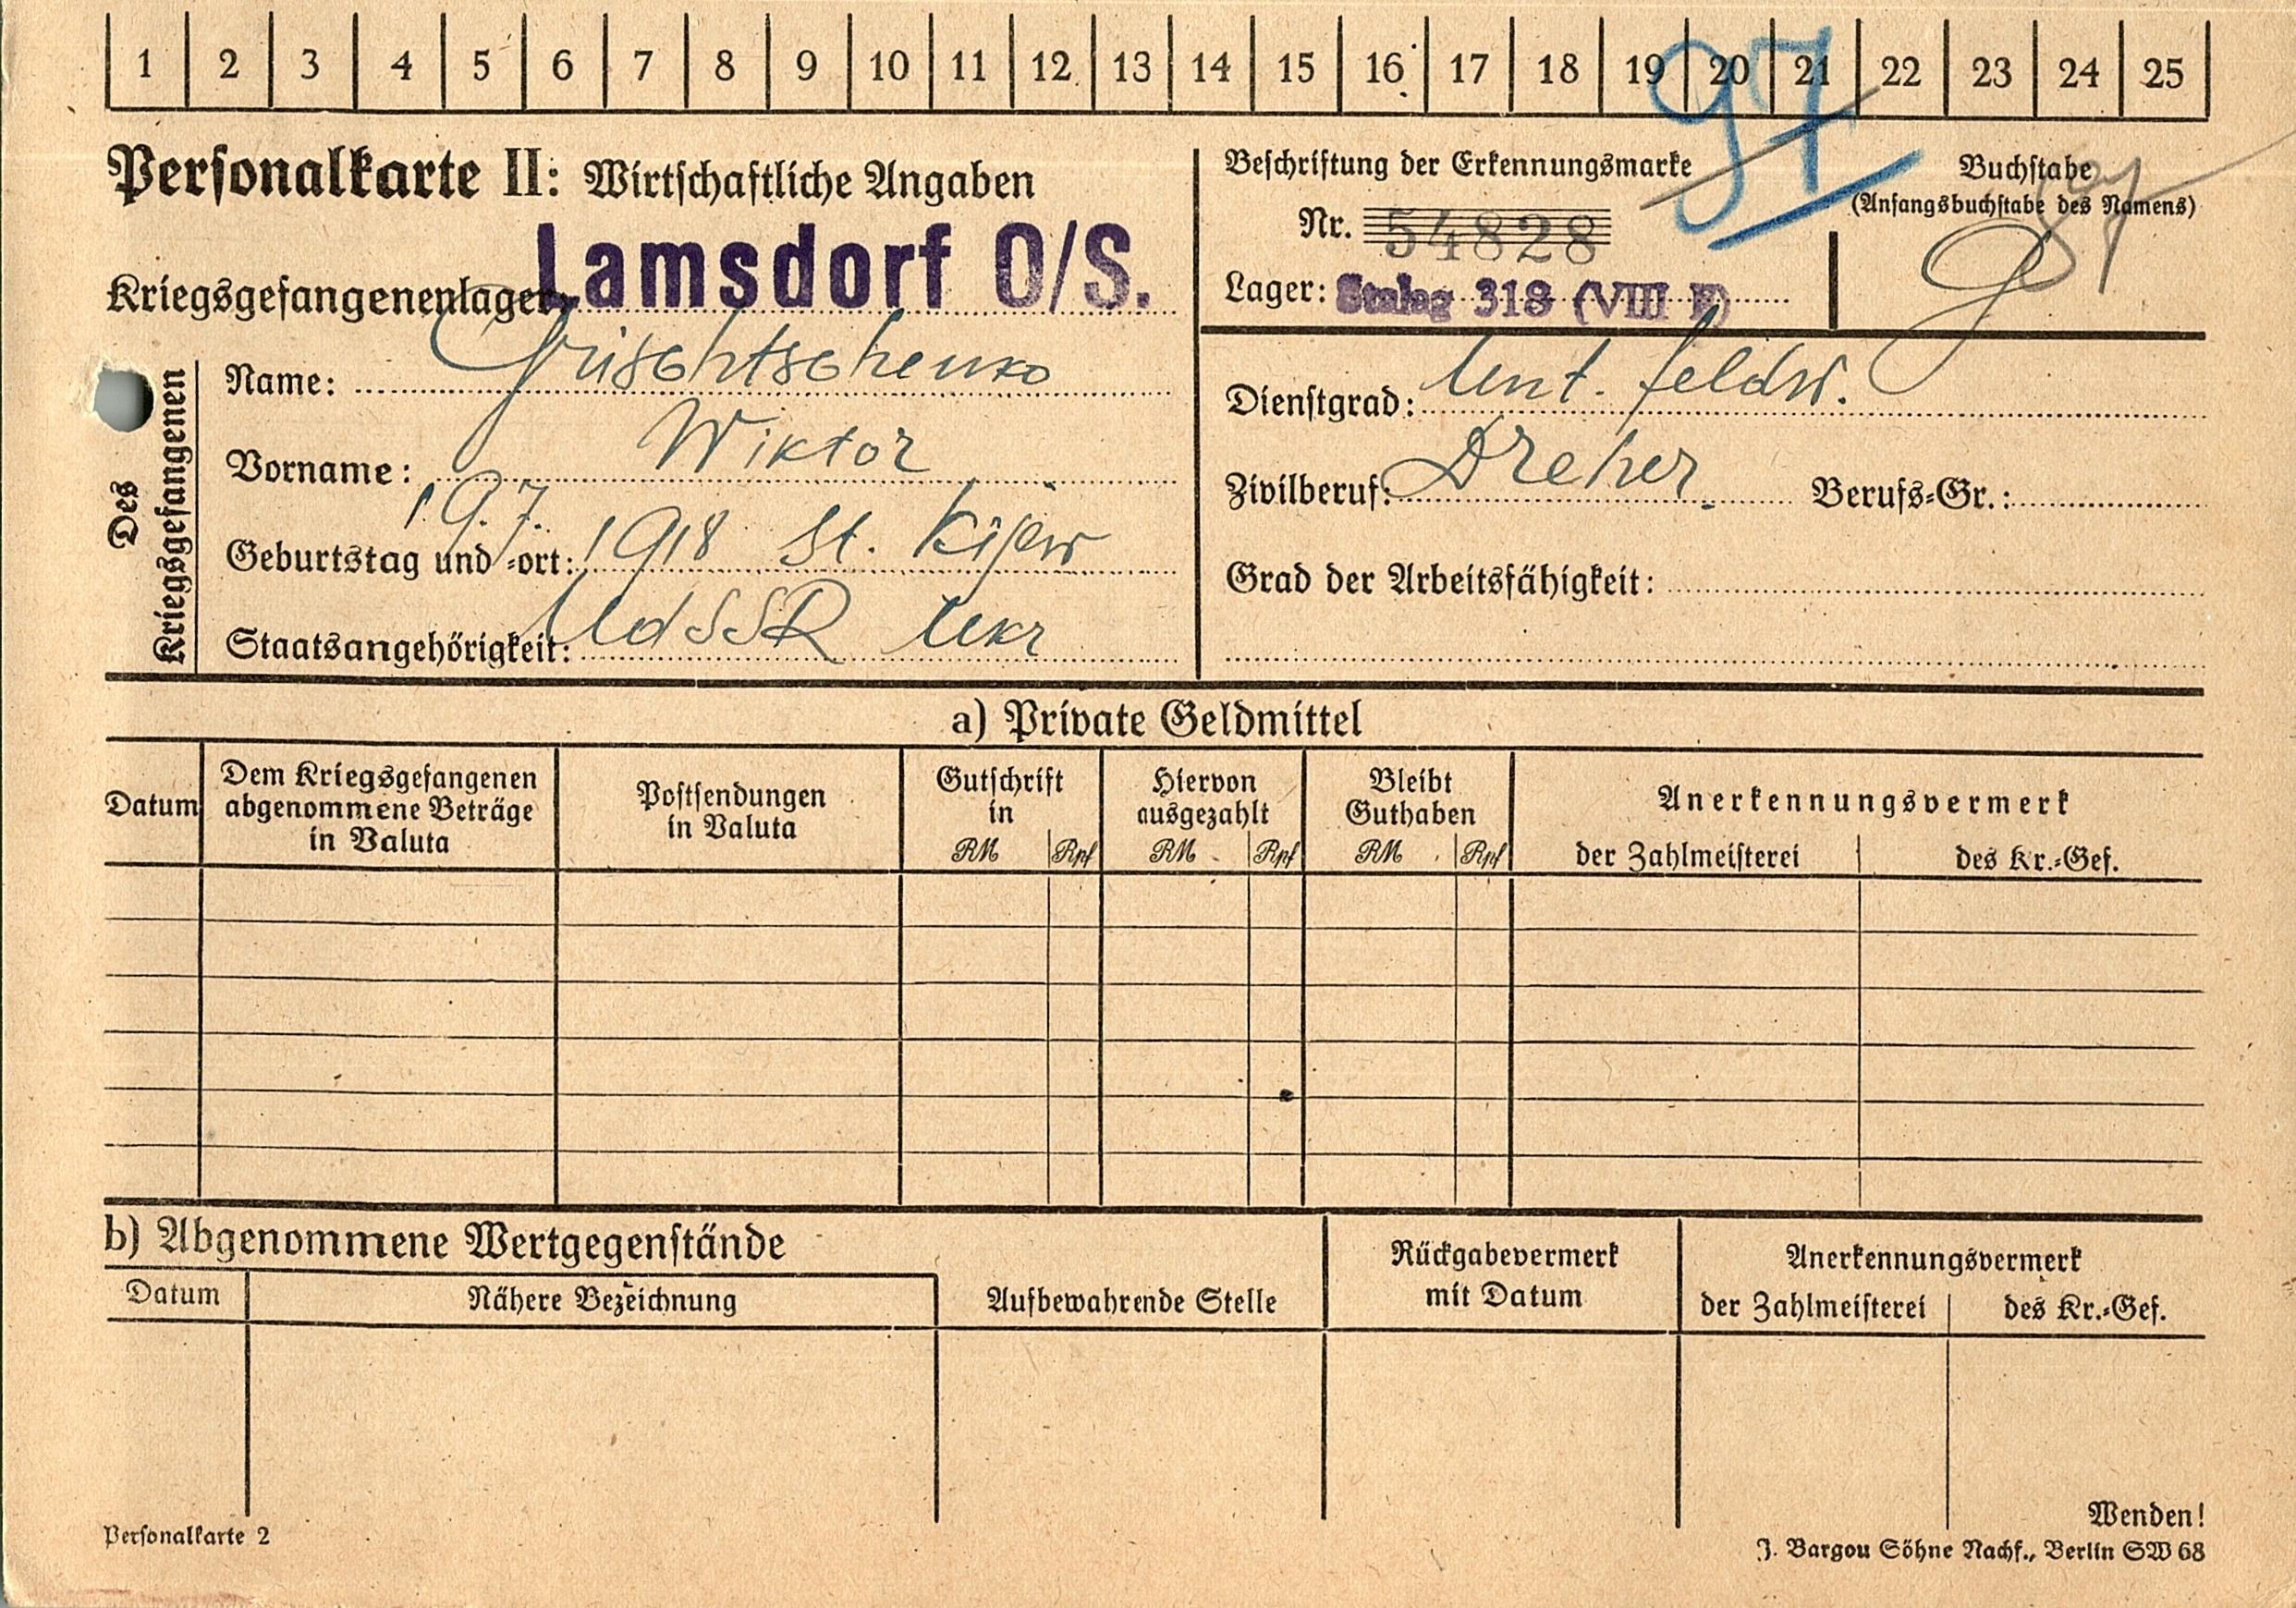 1 2 3 4 5 6 7 8 9 10 11 12 13 14 15 16 17 18 19 20 21 22 23 24 25
97
Personalkarte II: Wirtschaftliche Angaben
Kriegsgefangenenlager: Lamsdorf O/S.
Beschriftung der Erkennungsmarke
Nr. 54828
Lager: Stalag 318 (VIII F)
Buchstabe
(Anfangsbuchstabe des Namens)
G
Des Kriegsgefangenen
Name: Grischtschenko
Vorname: Wiktor
Geburtstag und -ort: 19.7. 1918 St. Kijew
Staatsangehörigkeit: UdSSR Ukr
Dienstgrad: Unt. feldw.
Zivilberuf: Dreher Berufs-Gr.:
Grad der Arbeitsfähigkeit:
a) Private Geldmittel
Datum
Dem Kriegsgefangenen
abgenommene Beträge
in Valuta
Postsendungen
in Valuta
Gutschrift
in
RM Rpf
Hiervon
ausgezahlt
RM Rpf
Bleibt
Guthaben
RM Rpf
Anerkennungsvermerk
der Zahlmeisterei des Kr.-Gef.
b) Abgenommene Wertgegenstände
Datum Nähere Bezeichnung
Aufbewahrende Stelle
Rückgabevermerk
mit Datum
Anerkennungsvermerk
der Zahlmeisterei des Kr.-Gef.
Wenden!
Personalkarte 2
J. Bargou Söhne Nachf., Berlin SW 68